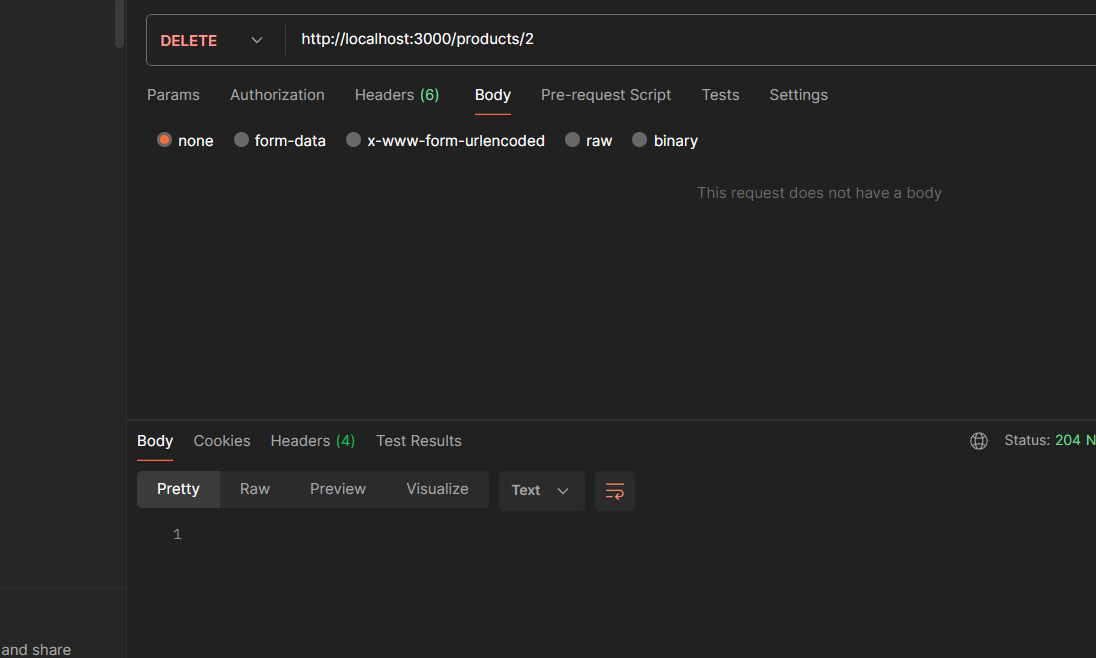 DELETE http://localhost:3000/products/2
Params Authorization Headers (6) Body Pre-request Script Tests Settings
none form-data x-www-form-urlencoded raw binary
This request does not have a body
Body Cookies Headers (4) Test Results Status: 204 N
Pretty Raw Preview Visualize Text
1
and share